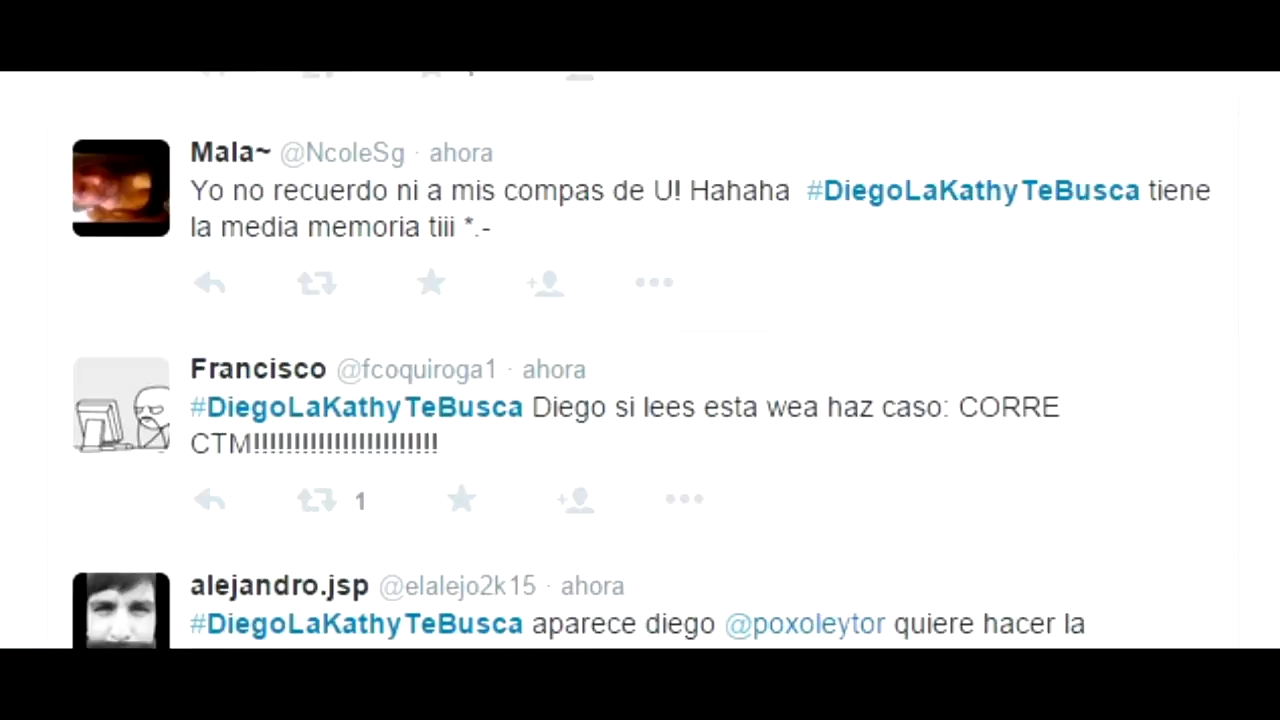 Mala~ @NcoleSg · ahora
Yo no recuerdo ni a mis compas de U! Hahaha #DiegoLaKathyTeBusca tiene
la media memoria tiii *.-
Francisco @fcoquiroga1 · ahora
#DiegoLaKathyTeBusca Diego si lees esta wea haz caso: CORRE
CTM!!!!!!!!!!!!!!!!!!!!!!!
1
alejandro.jsp @elalejo2k15 · ahora
#DiegoLaKathyTeBusca aparece diego @poxoleytor quiere hacer la